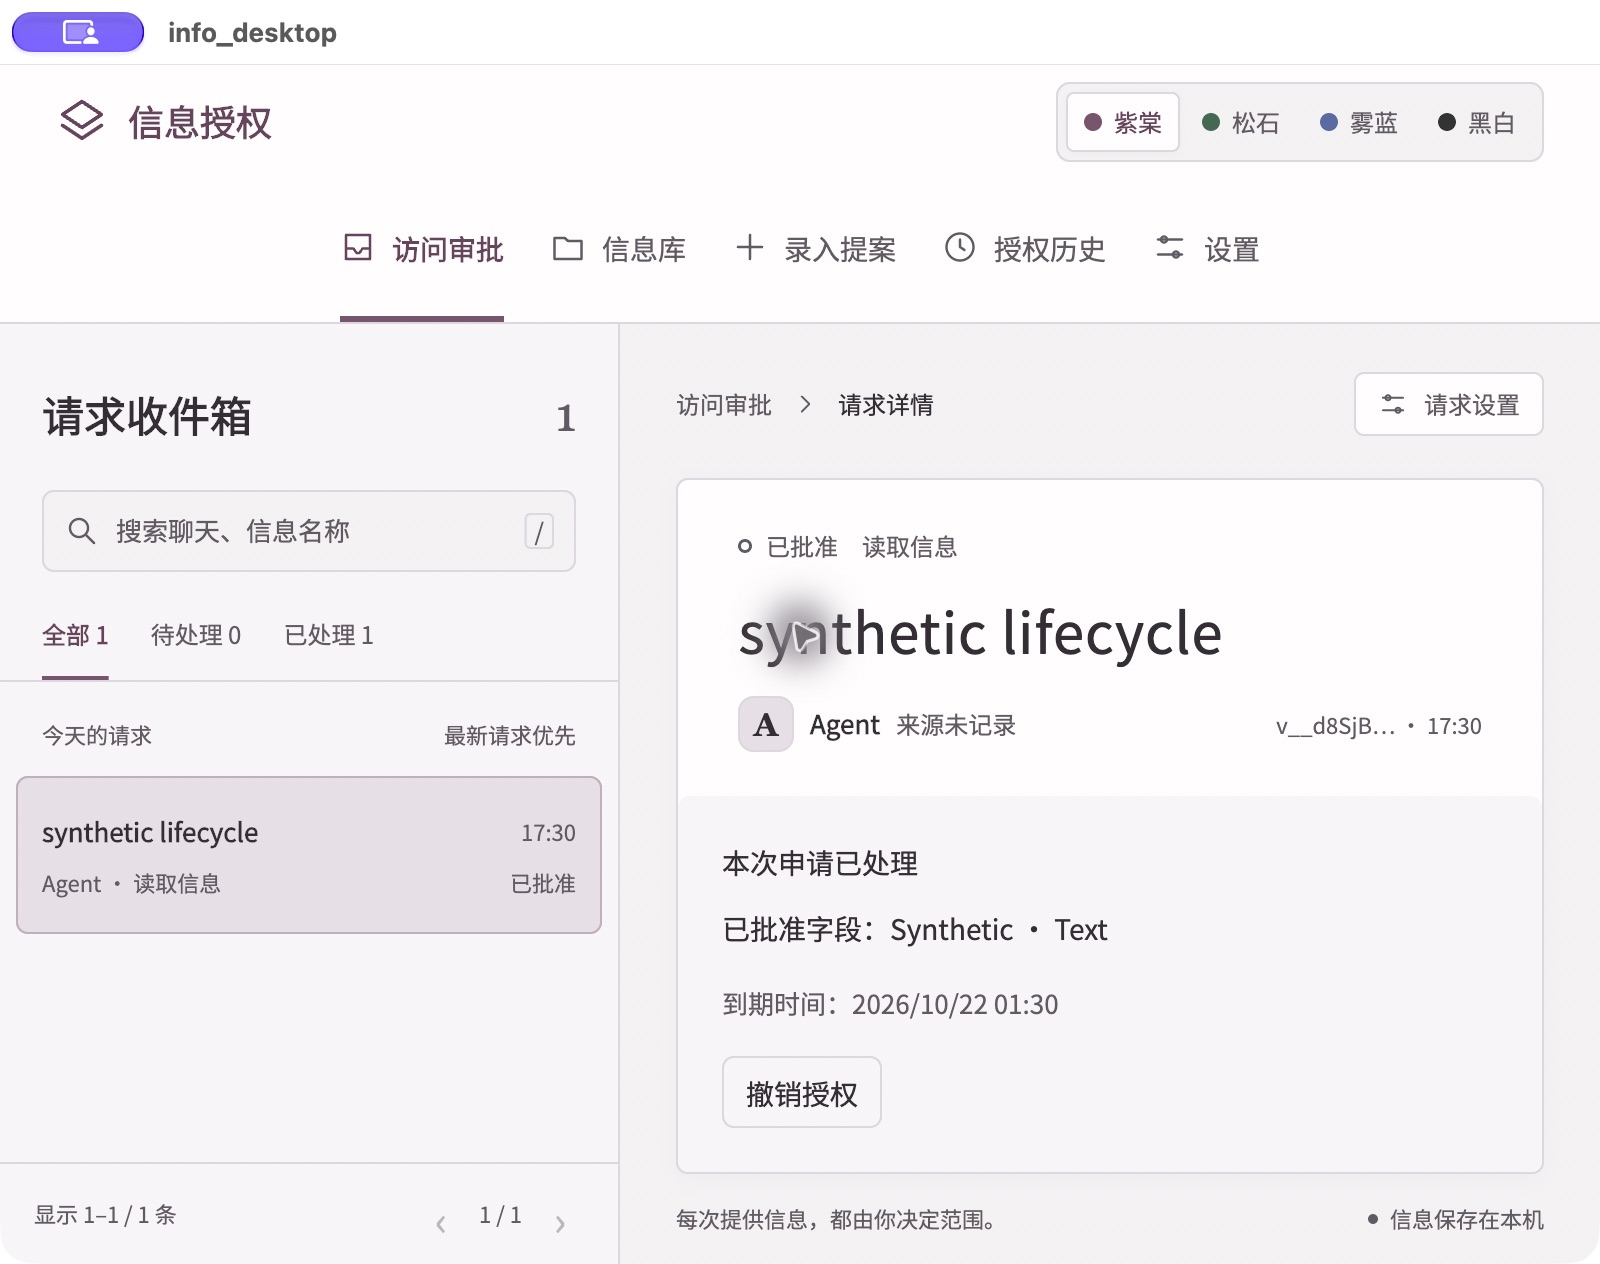 info_desktop
信息授权
紫棠 松石 雾蓝 黑白
访问审批 信息库 录入提案 授权历史 设置
请求收件箱 1
搜索聊天、信息名称 /
全部 1 待处理 0 已处理 1
今天的请求 最新请求优先
synthetic lifecycle 17:30
Agent · 读取信息 已批准
显示 1–1 / 1 条 ‹ 1 / 1 ›
访问审批 > 请求详情 请求设置
已批准 读取信息
synthetic lifecycle
A Agent 来源未记录 v__d8SjB… · 17:30
本次申请已处理
已批准字段：Synthetic · Text
到期时间：2026/10/22 01:30
撤销授权
每次提供信息，都由你决定范围。 信息保存在本机